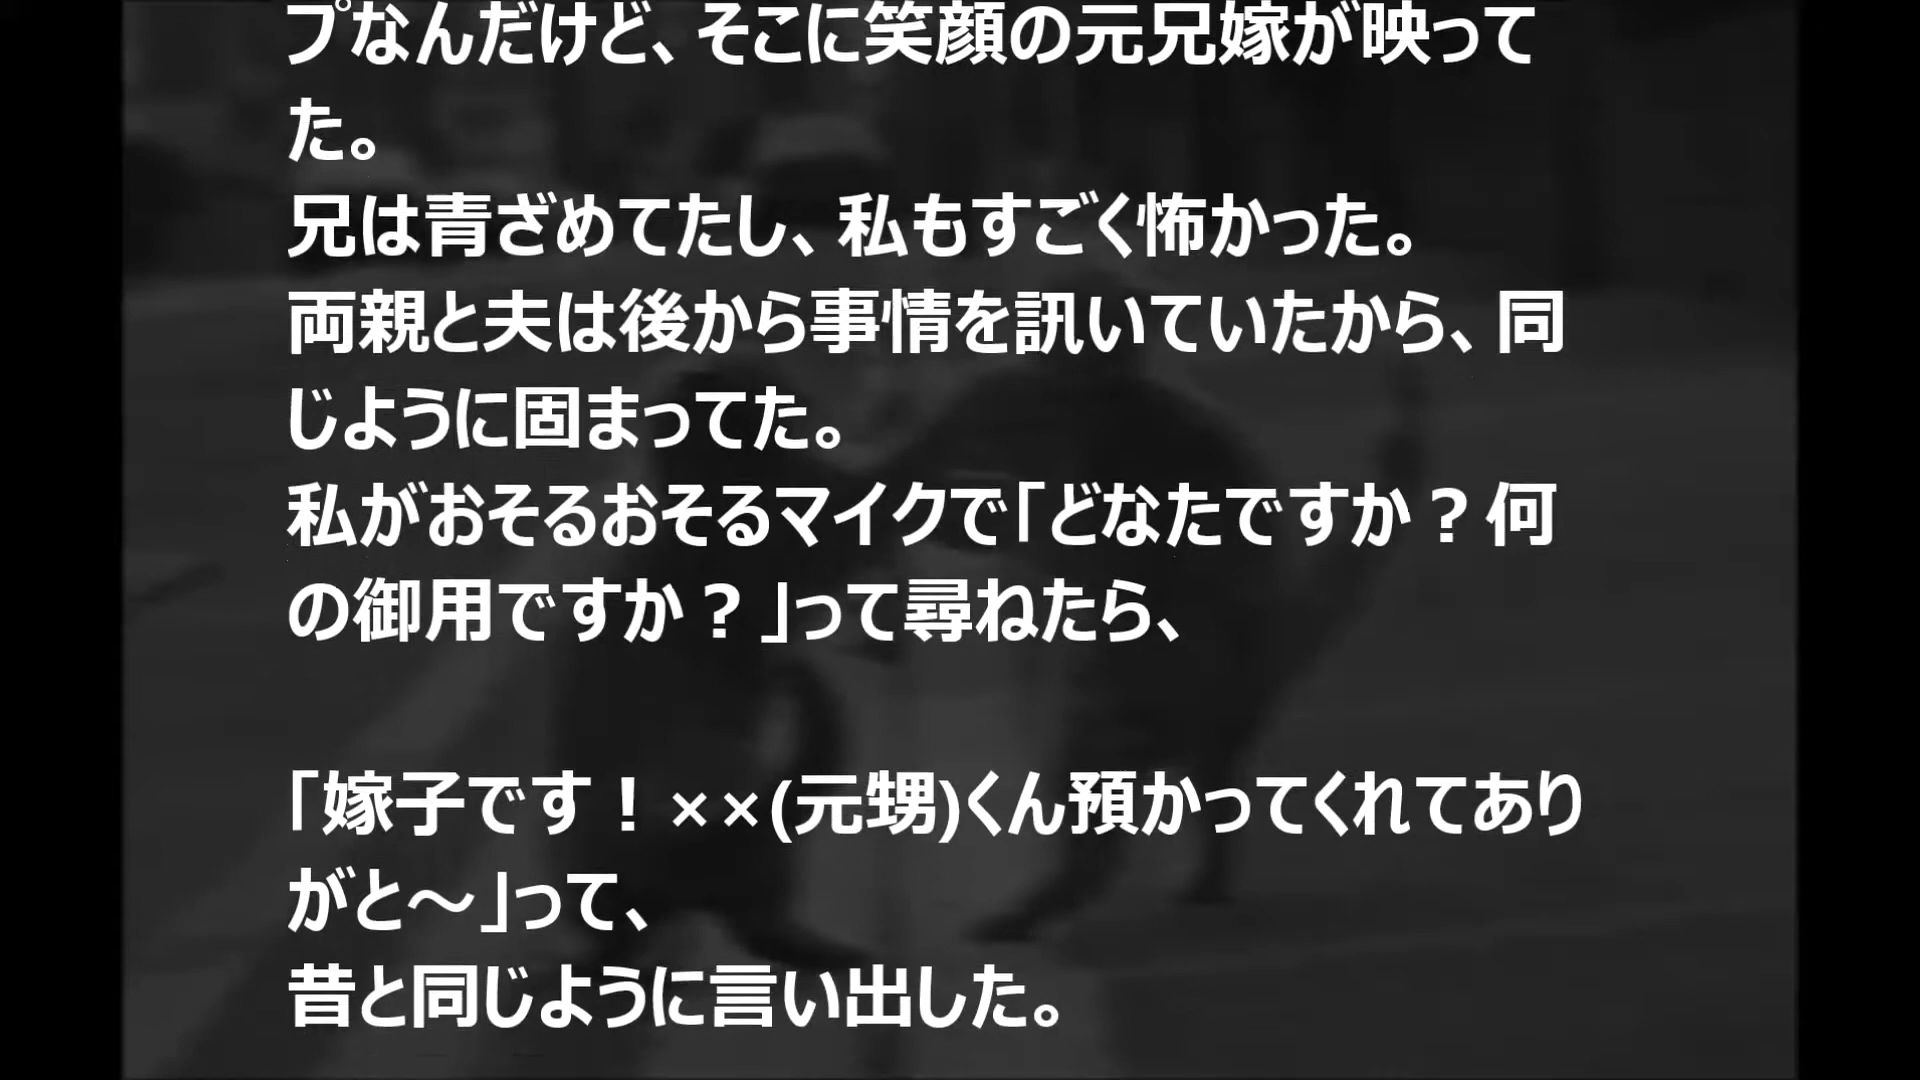 プなんだけど、そこに笑顔の元兄嫁が映って
た。
兄は青ざめてたし、私もすごく怖かった。
両親と夫は後から事情を訊いていたから、同
じように固まってた。
私がおそるおそるマイクで「どなたですか？何
の御用ですか？」って尋ねたら、
「嫁子です！××(元甥)くん預かってくれてあり
がと～」って、
昔と同じように言い出した。